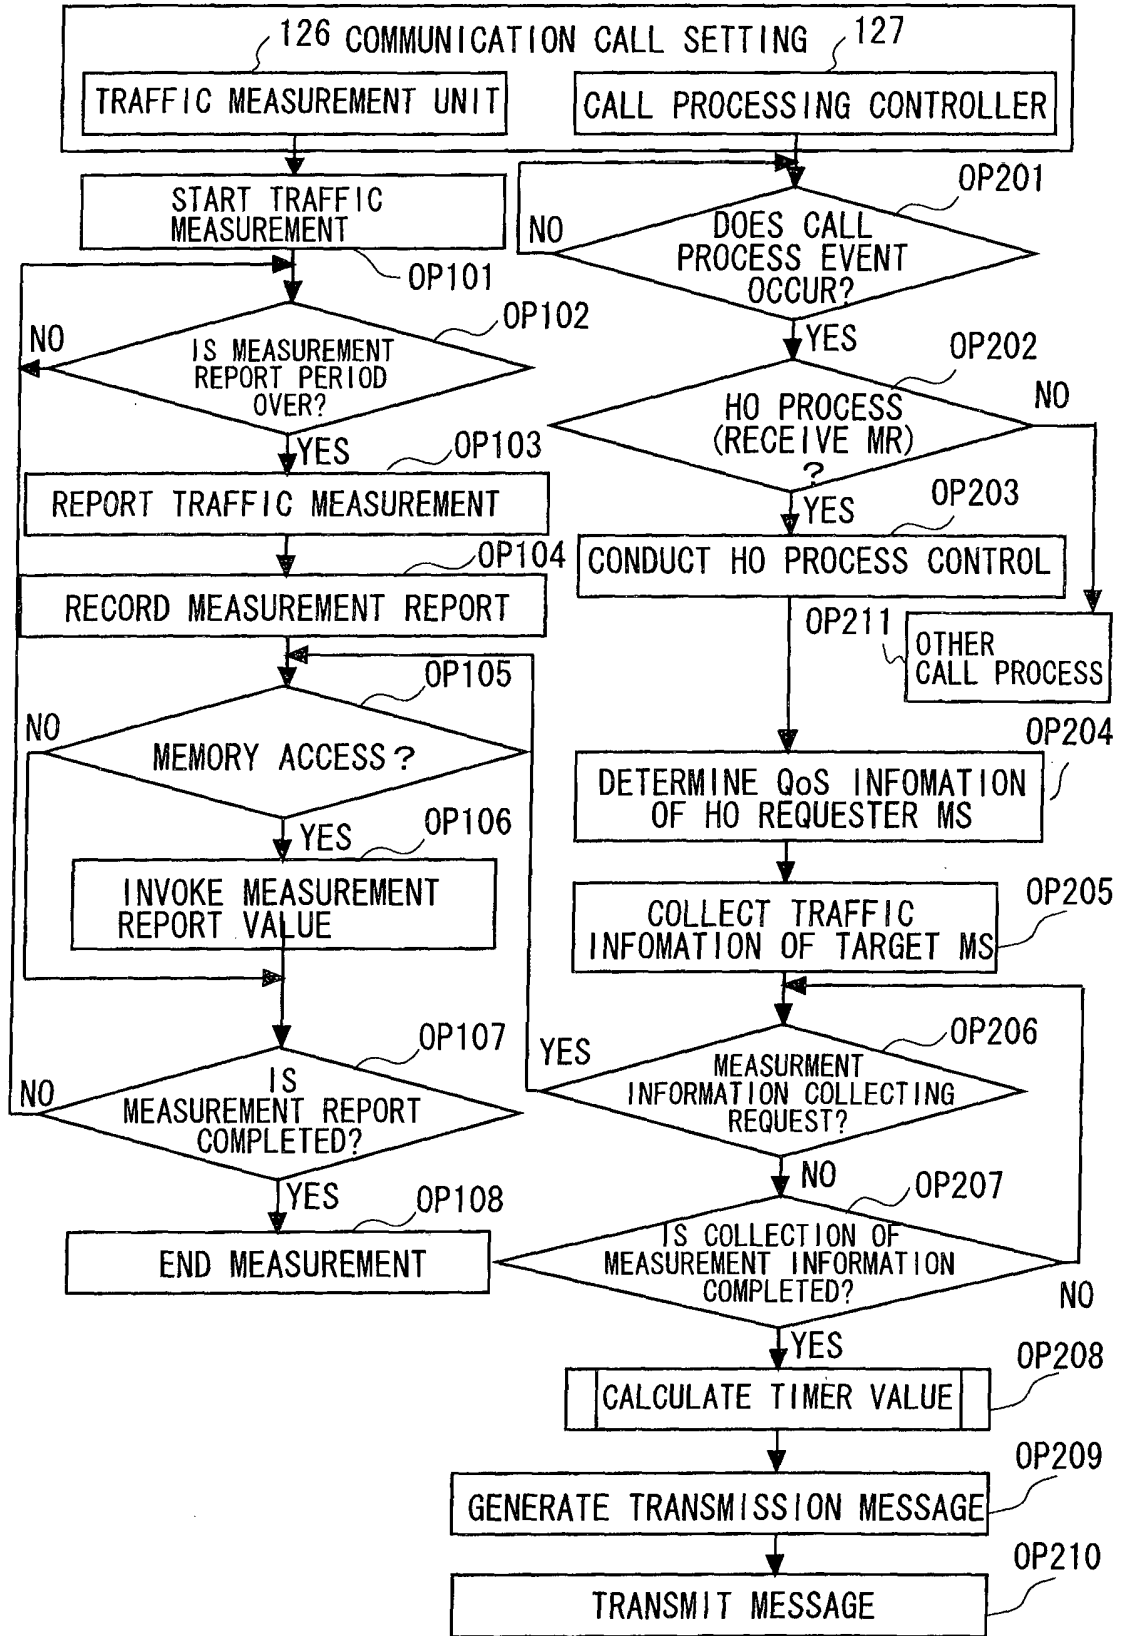 126 COMMUNICATION CALL SETTING 127
TRAFFIC MEASUREMENT UNIT
CALL PROCESSING CONTROLLER
START TRAFFIC
MEASUREMENT
OP101
NO
IS MEASUREMENT
REPORT PERIOD
OVER?
OP102
YES
OP103
REPORT TRAFFIC MEASUREMENT
OP104
RECORD MEASUREMENT REPORT
OP105
NO
MEMORY ACCESS?
YES
OP106
INVOKE MEASUREMENT
REPORT VALUE
OP107
NO
IS
MEASUREMENT REPORT
COMPLETED?
YES
OP108
END MEASUREMENT
OP201
NO
DOES CALL
PROCESS EVENT
OCCUR?
YES
OP202
NO
HO PROCESS
(RECEIVE MR)
?
YES
OP203
CONDUCT HO PROCESS CONTROL
OP211
OTHER
CALL PROCESS
OP204
DETERMINE QoS INFOMATION
OF HO REQUESTER MS
OP205
COLLECT TRAFFIC
INFOMATION OF TARGET MS
OP206
YES
MEASURMENT
INFORMATION COLLECTING
REQUEST?
NO
OP207
IS COLLECTION OF
MEASUREMENT INFORMATION
COMPLETED?
NO
YES
OP208
CALCULATE TIMER VALUE
OP209
GENERATE TRANSMISSION MESSAGE
OP210
TRANSMIT MESSAGE